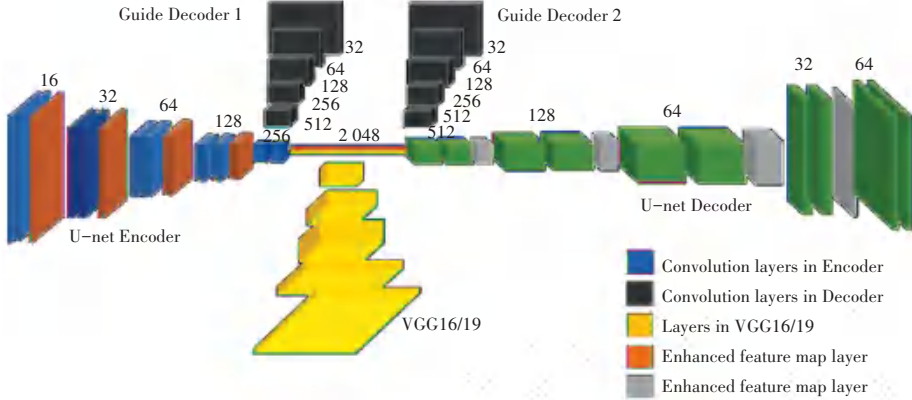 Guide Decoder 1
Guide Decoder 2
32
64
128
256
512
32
64
128
256
512
16
32
64
128
256
2 048
512
128
64
32
64
U-net Encoder
U-net Decoder
VGG16/19
Convolution layers in Encoder
Convolution layers in Decoder
Layers in VGG16/19
Enhanced feature map layer
Enhanced feature map layer